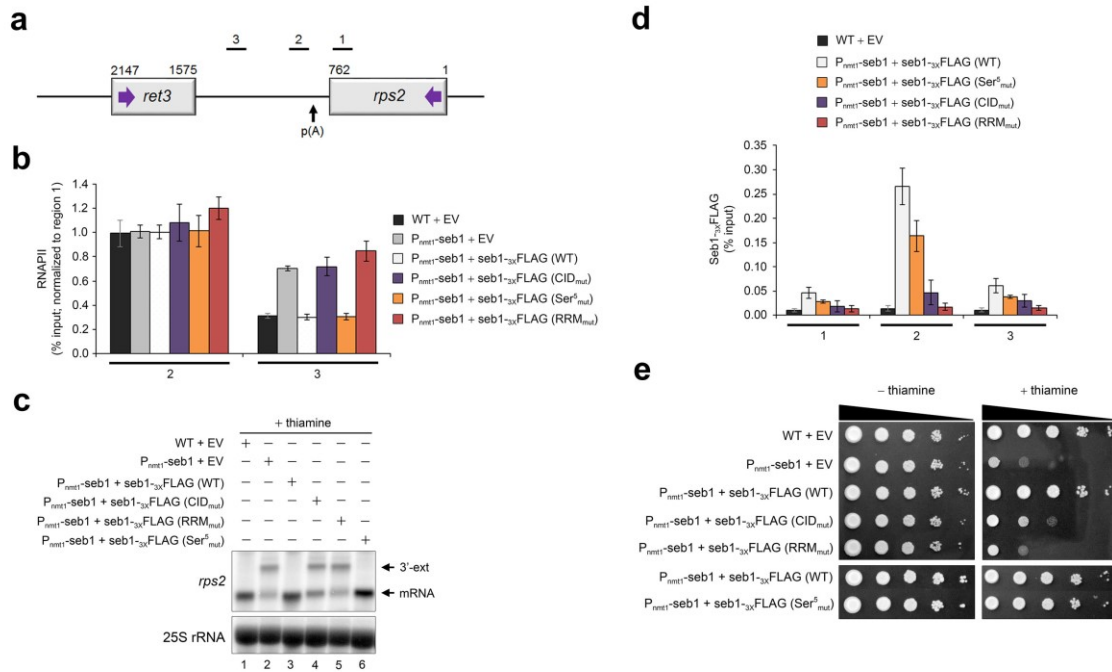 a
3 2 1
2147 1575 762 1
ret3 rps2
p(A)
b
RNAPII
(% input; normalized to region 1)
1.4
1.2
1.0
0.8
0.6
0.4
0.2
0.0
2 3
WT + EV
Pnmt1-seb1 + EV
Pnmt1-seb1 + seb1-3XFLAG (WT)
Pnmt1-seb1 + seb1-3XFLAG (CIDmut)
Pnmt1-seb1 + seb1-3XFLAG (Ser5mut)
Pnmt1-seb1 + seb1-3XFLAG (RRMmut)
c
+ thiamine
WT + EV + – – – – –
Pnmt1-seb1 + EV – + – – – –
Pnmt1-seb1 + seb1-3XFLAG (WT) – – + – – –
Pnmt1-seb1 + seb1-3XFLAG (CIDmut) – – – + – –
Pnmt1-seb1 + seb1-3XFLAG (RRMmut) – – – – + –
Pnmt1-seb1 + seb1-3XFLAG (Ser5mut) – – – – – +
rps2
3'-ext
mRNA
25S rRNA
1 2 3 4 5 6
d
WT + EV
Pnmt1-seb1 + seb1-3XFLAG (WT)
Pnmt1-seb1 + seb1-3XFLAG (Ser5mut)
Pnmt1-seb1 + seb1-3XFLAG (CIDmut)
Pnmt1-seb1 + seb1-3XFLAG (RRMmut)
Seb1-3XFLAG
(% input)
0.35
0.30
0.25
0.20
0.15
0.10
0.05
0.00
1 2 3
e
– thiamine + thiamine
WT + EV
Pnmt1-seb1 + EV
Pnmt1-seb1 + seb1-3XFLAG (WT)
Pnmt1-seb1 + seb1-3XFLAG (CIDmut)
Pnmt1-seb1 + seb1-3XFLAG (RRMmut)
Pnmt1-seb1 + seb1-3XFLAG (WT)
Pnmt1-seb1 + seb1-3XFLAG (Ser5mut)